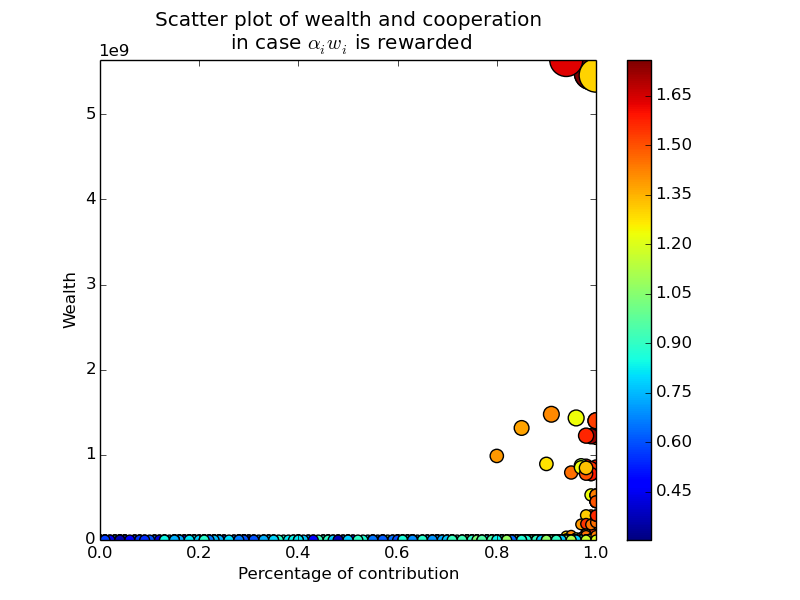 Scatter plot of wealth and cooperation
in case αᵢwᵢ is rewarded
1e9
5
4
3
2
1
0
Wealth
0.0 0.2 0.4 0.6 0.8 1.0
Percentage of contribution
1.65
1.50
1.35
1.20
1.05
0.90
0.75
0.60
0.45